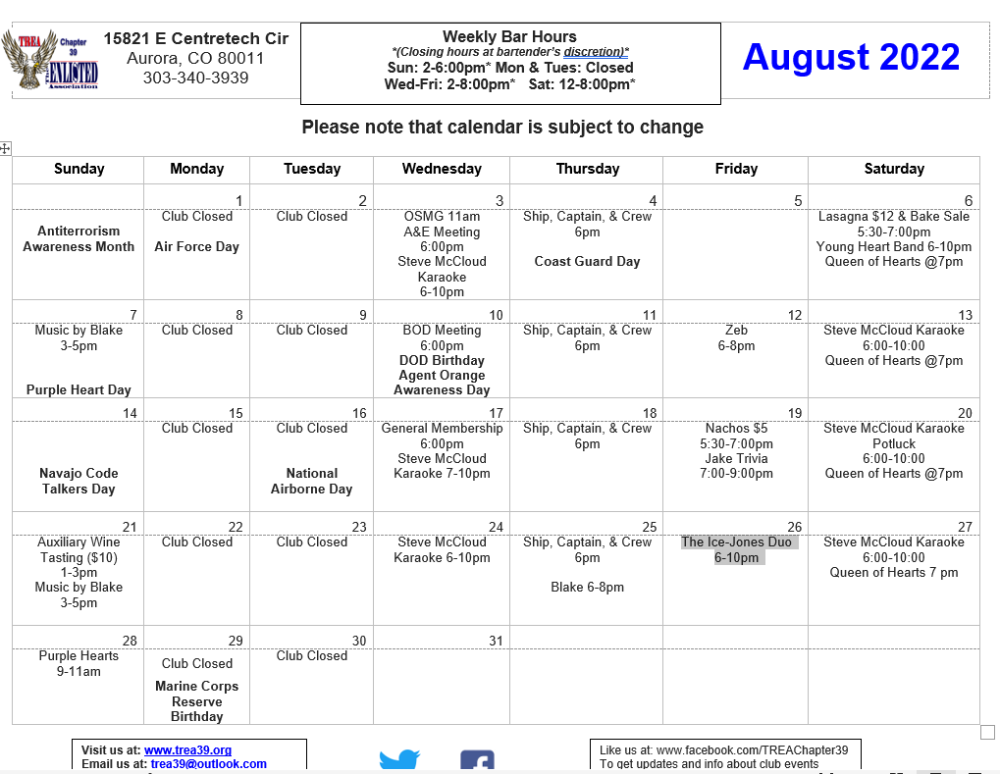 TREA Chapter
39
THE ENLISTED
Association
15821 E Centretech Cir
Aurora, CO 80011
303-340-3939
Weekly Bar Hours
*(Closing hours at bartender's discretion)*
Sun: 2-6:00pm* Mon & Tues: Closed
Wed-Fri: 2-8:00pm* Sat: 12-8:00pm*
August 2022
Please note that calendar is subject to change
Sunday Monday Tuesday Wednesday Thursday Friday Saturday
Antiterrorism
Awareness Month
1
Club Closed
Air Force Day
2
Club Closed
3
OSMG 11am
A&E Meeting
6:00pm
Steve McCloud
Karaoke
6-10pm
4
Ship, Captain, & Crew
6pm
Coast Guard Day
5
6
Lasagna $12 & Bake Sale
5:30-7:00pm
Young Heart Band 6-10pm
Queen of Hearts @7pm
7
Music by Blake
3-5pm
Purple Heart Day
8
Club Closed
9
Club Closed
10
BOD Meeting
6:00pm
DOD Birthday
Agent Orange
Awareness Day
11
Ship, Captain, & Crew
6pm
12
Zeb
6-8pm
13
Steve McCloud Karaoke
6:00-10:00
Queen of Hearts @7pm
14
Navajo Code
Talkers Day
15
Club Closed
16
Club Closed
National
Airborne Day
17
General Membership
6:00pm
Steve McCloud
Karaoke 7-10pm
18
Ship, Captain, & Crew
6pm
19
Nachos $5
5:30-7:00pm
Jake Trivia
7:00-9:00pm
20
Steve McCloud Karaoke
Potluck
6:00-10:00
Queen of Hearts @7pm
21
Auxiliary Wine
Tasting ($10)
1-3pm
Music by Blake
3-5pm
22
Club Closed
23
Club Closed
24
Steve McCloud
Karaoke 6-10pm
25
Ship, Captain, & Crew
6pm
Blake 6-8pm
26
The Ice-Jones Duo
6-10pm
27
Steve McCloud Karaoke
6:00-10:00
Queen of Hearts 7 pm
28
Purple Hearts
9-11am
29
Club Closed
Marine Corps
Reserve
Birthday
30
Club Closed
31
Visit us at: www.trea39.org
Email us at: trea39@outlook.com
Like us at: www.facebook.com/TREAChapter39
To get updates and info about club events